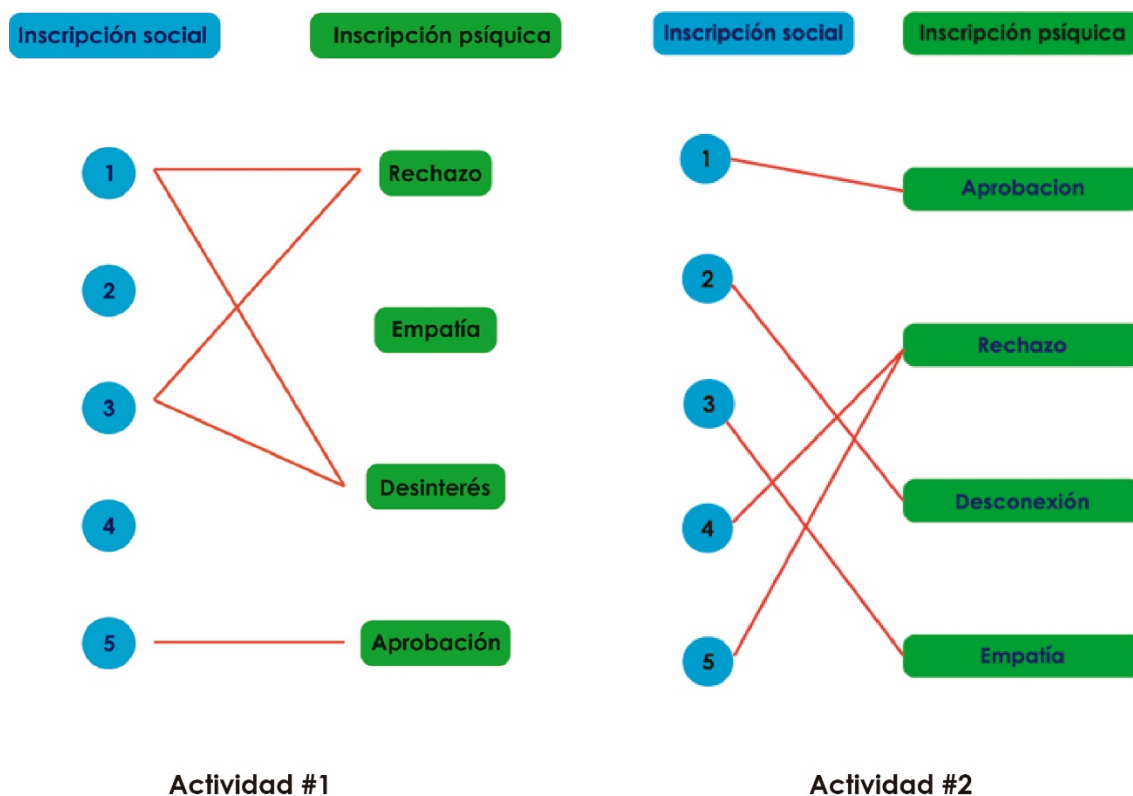 Inscripción social
Inscripción psíquica
1
Rechazo
2
Empatía
3
Desinterés
4
5
Aprobación
Actividad #1
Inscripción social
Inscripción psíquica
1
Aprobacion
2
Rechazo
3
Desconexión
4
5
Empatía
Actividad #2